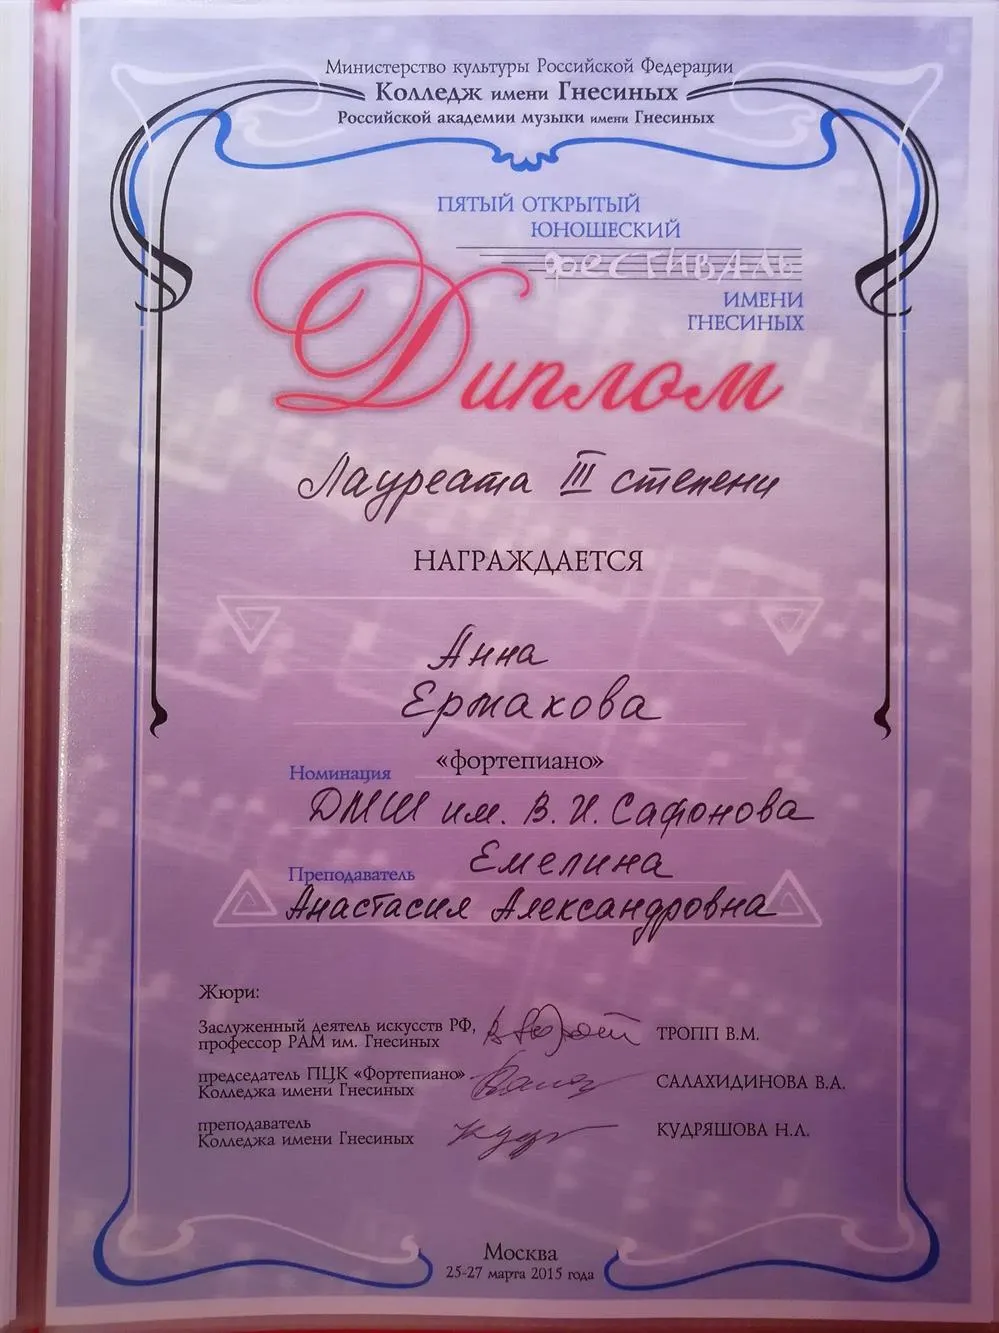 Министерство культуры Российской Федерации
Колледж имени Гнесиных
Российской академии музыки имени Гнесиных
ПЯТЫЙ ОТКРЫТЫЙ
ЮНОШЕСКИЙ
ФЕСТИВАЛЬ
ИМЕНИ
ГНЕСИНЫХ
Диплом
Лауреата III степени
НАГРАЖДАЕТСЯ
Анна
Ермакова
Номинация «фортепиано»
ДМШ им. В. И. Сафонова
Преподаватель Емелина
Анастасия Александровна
Жюри:
Заслуженный деятель искусств РФ,
профессор РАМ им. Гнесиных ТРОПП В.М.
председатель ПЦК «Фортепиано»
Колледжа имени Гнесиных САЛАХИДИНОВА В.А.
преподаватель
Колледжа имени Гнесиных КУДРЯШОВА Н.Л.
Москва
25-27 марта 2015 года